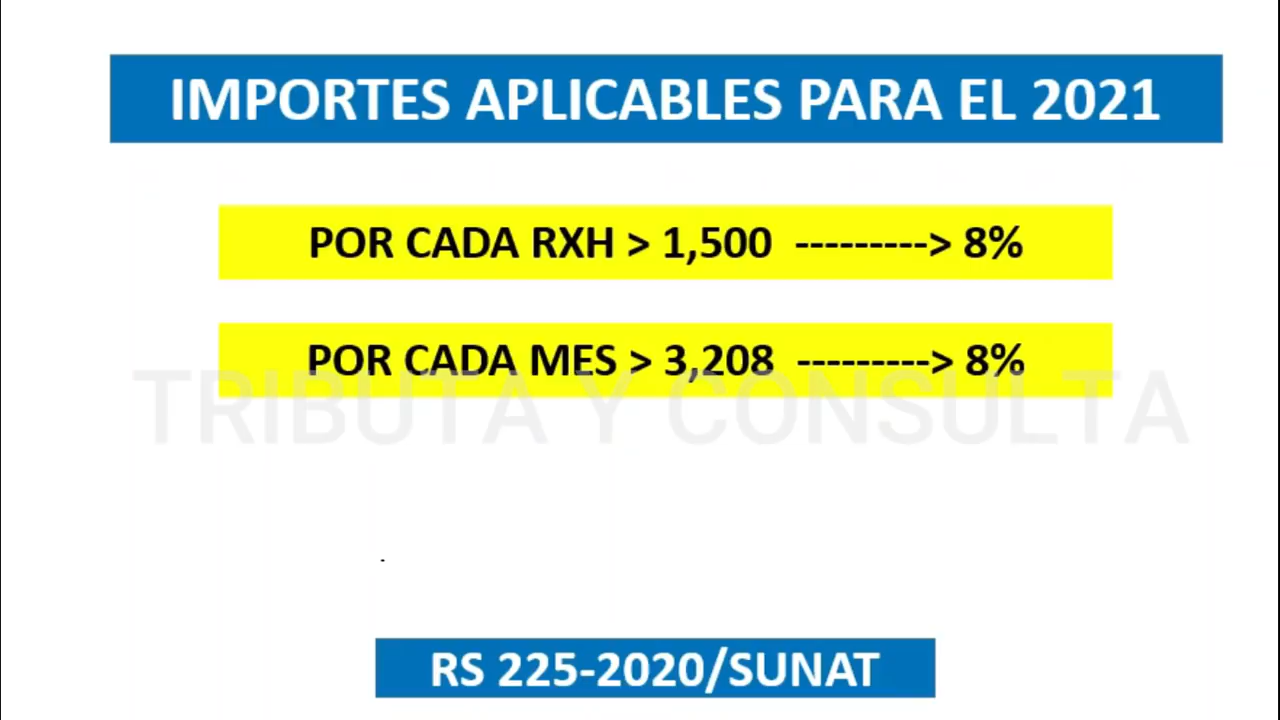 IMPORTES APLICABLES PARA EL 2021
POR CADA RXH > 1,500 ---------> 8%
POR CADA MES > 3,208 ---------> 8%
TRIBUTA Y CONSULTA
RS 225-2020/SUNAT